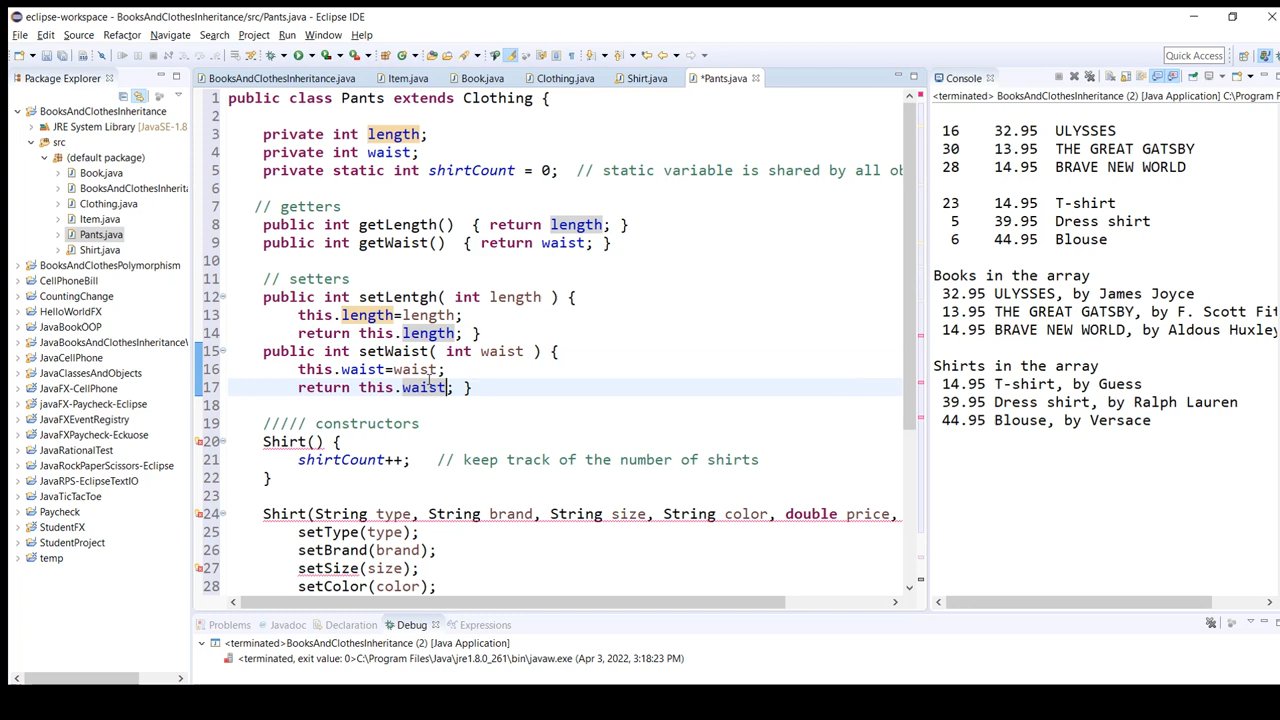 eclipse-workspace - BooksAndClothesInheritance/src/Pants.java - Eclipse IDE
File Edit Source Refactor Navigate Search Project Run Window Help
Quick Access
Package Explorer
BooksAndClothesInheritance
JRE System Library [JavaSE-1.8
src
(default package)
Book.java
BooksAndClothesInherita
Clothing.java
Item.java
Pants.java
Shirt.java
BooksAndClothesPolymorphism
CellPhoneBill
CountingChange
HelloWorldFX
JavaBookOOP
JavaBooksAndClothesInheritance\
JavaCellPhone
JavaClassesAndObjects
JavaFX-CellPhone
javaFX-Paycheck-Eclipse
JavaFXEventRegistry
JavaFXPaycheck-Eckuose
JavaRationalTest
JavaRockPaperScissors-Eclipse
JavaRPS-EclipseTextIO
JavaTicTacToe
Paycheck
StudentFX
StudentProject
temp
BooksAndClothesInheritance.java Item.java Book.java Clothing.java Shirt.java *Pants.java
1 public class Pants extends Clothing {
2
3 private int length;
4 private int waist;
5 private static int shirtCount = 0; // static variable is shared by all ob
6
7 // getters
8 public int getLength() { return length; }
9 public int getWaist() { return waist; }
10
11 // setters
12 public int setLentgh( int length ) {
13 this.length=length;
14 return this.length; }
15 public int setWaist( int waist ) {
16 this.waist=waist;
17 return this.waist; }
18
19 ///// constructors
20 Shirt() {
21 shirtCount++; // keep track of the number of shirts
22 }
23
24 Shirt(String type, String brand, String size, String color, double price,
25 setType(type);
26 setBrand(brand);
27 setSize(size);
28 setColor(color);
Console
<terminated> BooksAndClothesInheritance (2) [Java Application] C:\Program F
16 32.95 ULYSSES
30 13.95 THE GREAT GATSBY
28 14.95 BRAVE NEW WORLD
23 14.95 T-shirt
5 39.95 Dress shirt
6 44.95 Blouse
Books in the array
32.95 ULYSSES, by James Joyce
13.95 THE GREAT GATSBY, by F. Scott Fit
14.95 BRAVE NEW WORLD, by Aldous Huxley
Shirts in the array
14.95 T-shirt, by Guess
39.95 Dress shirt, by Ralph Lauren
44.95 Blouse, by Versace
Problems Javadoc Declaration Debug Expressions
<terminated>BooksAndClothesInheritance (2) [Java Application]
<terminated, exit value: 0>C:\Program Files\Java\jre1.8.0_261\bin\javaw.exe (Apr 3, 2022, 3:18:23 PM)